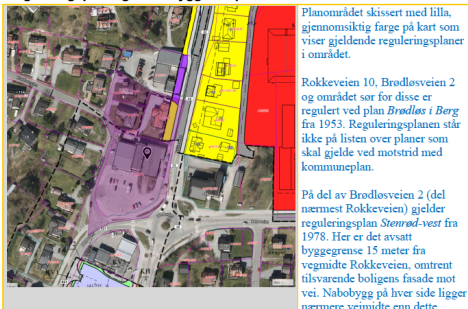 Planområdet skissert med lilla,
gjennomsiktig farge på kart som
viser gjeldende reguleringsplaner
i området.
Rokkeveien 10, Brødløsveien 2
og området sør for disse er
regulert ved plan Brødløs i Berg
fra 1953. Reguleringsplanen står
ikke på listen over planer som
skal gjelde ved motstrid med
kommuneplan.
På del av Brødløsveien 2 (del
nærmest Rokkeveien) gjelder
reguleringsplan Stenrød-vest fra
1978. Her er det avsatt
byggegrense 15 meter fra
vegmidte Rokkeveien, omtrent
tilsvarende boligens fasade mot
vei. Nabobygg på hver side ligger
nærmere veimidte enn dette